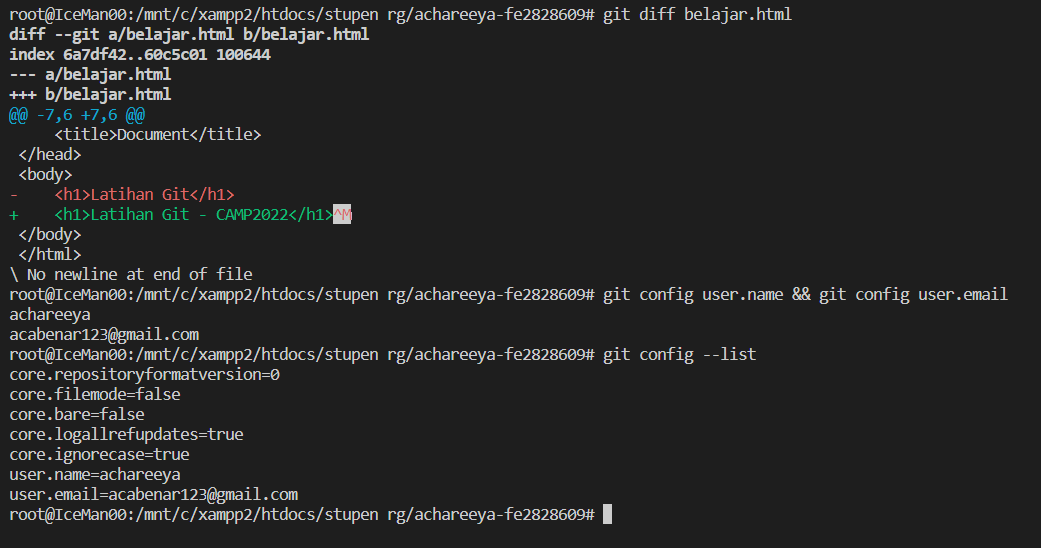 root@IceMan00:/mnt/c/xampp2/htdocs/stupen rg/achareeya-fe2828609# git diff belajar.html
diff --git a/belajar.html b/belajar.html
index 6a7df42..60c5c01 100644
--- a/belajar.html
+++ b/belajar.html
@@ -7,6 +7,6 @@
     <title>Document</title>
 </head>
 <body>
-    <h1>Latihan Git</h1>
+    <h1>Latihan Git - CAMP2022</h1>^M
 </body>
 </html>
\ No newline at end of file
root@IceMan00:/mnt/c/xampp2/htdocs/stupen rg/achareeya-fe2828609# git config user.name && git config user.email
achareeya
acabenar123@gmail.com
root@IceMan00:/mnt/c/xampp2/htdocs/stupen rg/achareeya-fe2828609# git config --list
core.repositoryformatversion=0
core.filemode=false
core.bare=false
core.logallrefupdates=true
core.ignorecase=true
user.name=achareeya
user.email=acabenar123@gmail.com
root@IceMan00:/mnt/c/xampp2/htdocs/stupen rg/achareeya-fe2828609#